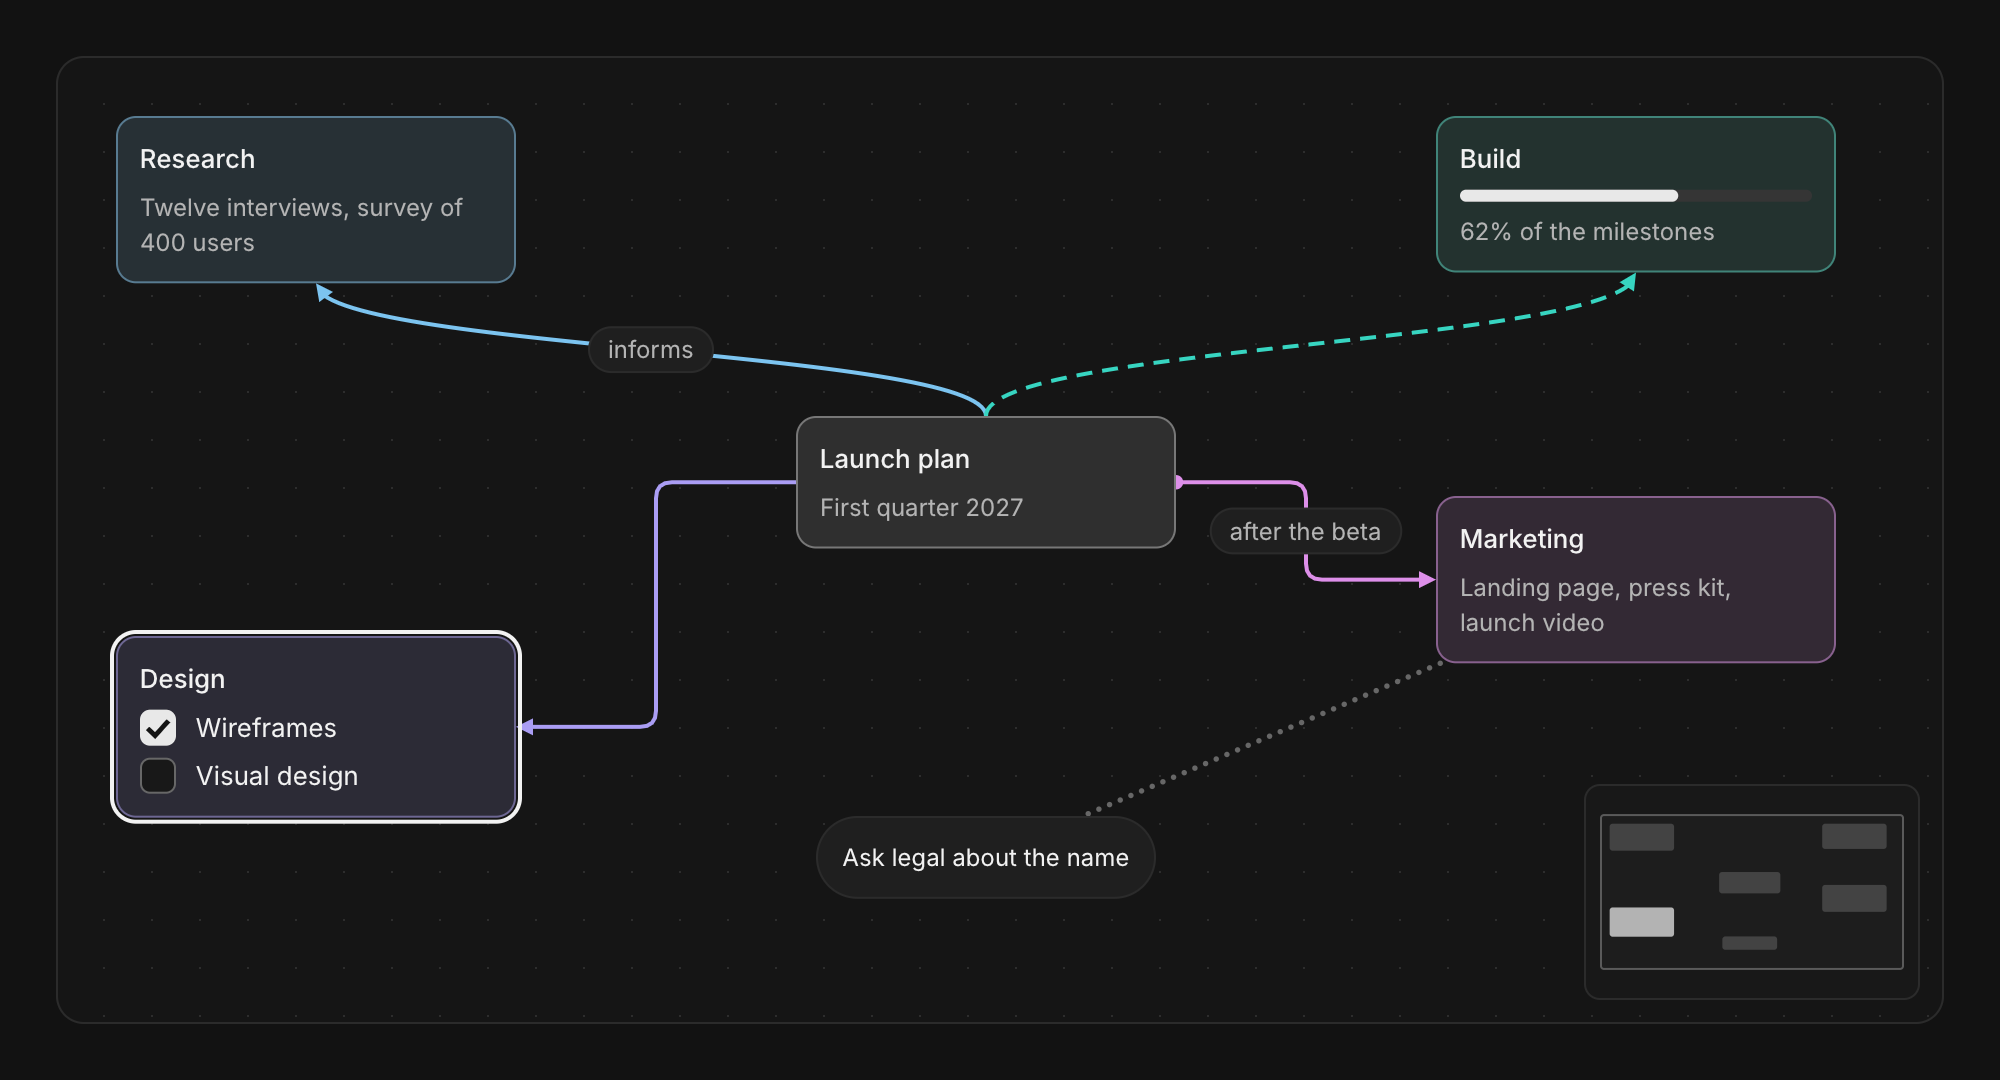 Research
Twelve interviews, survey of
400 users
Build
62% of the milestones
informs
Launch plan
First quarter 2027
after the beta
Marketing
Landing page, press kit,
launch video
Design
Wireframes
Visual design
Ask legal about the name